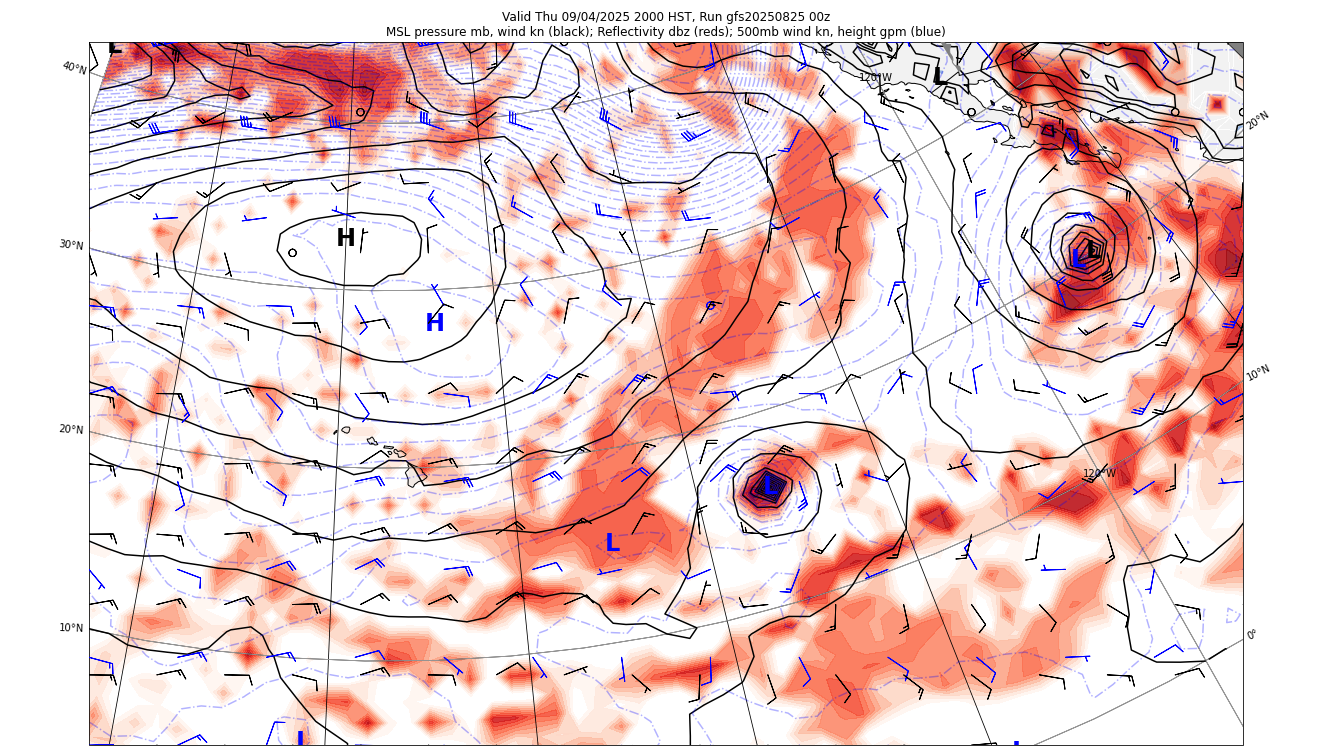 Valid Thu 09/04/2025 2000 HST, Run gfs20250825 00z
MSL pressure mb, wind kn (black); Reflectivity dbz (reds); 500mb wind kn, height gpm (blue)
L
40°N
120°W
L
20°N
30°N
H
L
L
H
10°N
20°N
120°W
L
L
10°N
0°
L
L